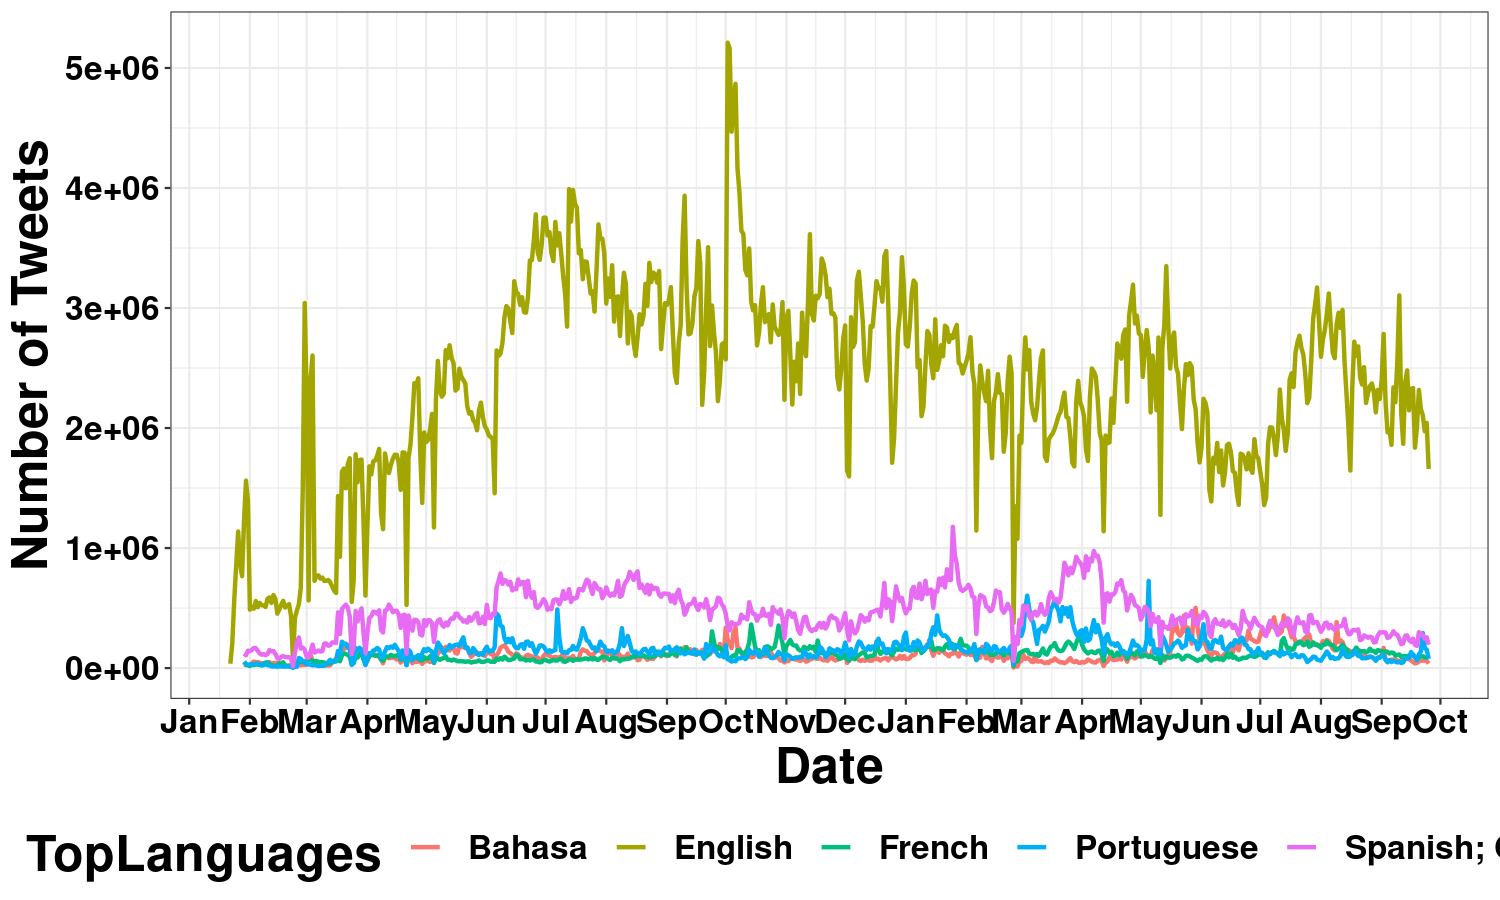 Number of Tweets
5e+06
4e+06
3e+06
2e+06
1e+06
0e+00
Jan Feb Mar Apr May Jun Jul Aug Sep Oct Nov Dec Jan Feb Mar Apr May Jun Jul Aug Sep Oct
Date
TopLanguages Bahasa English French Portuguese Spanish;